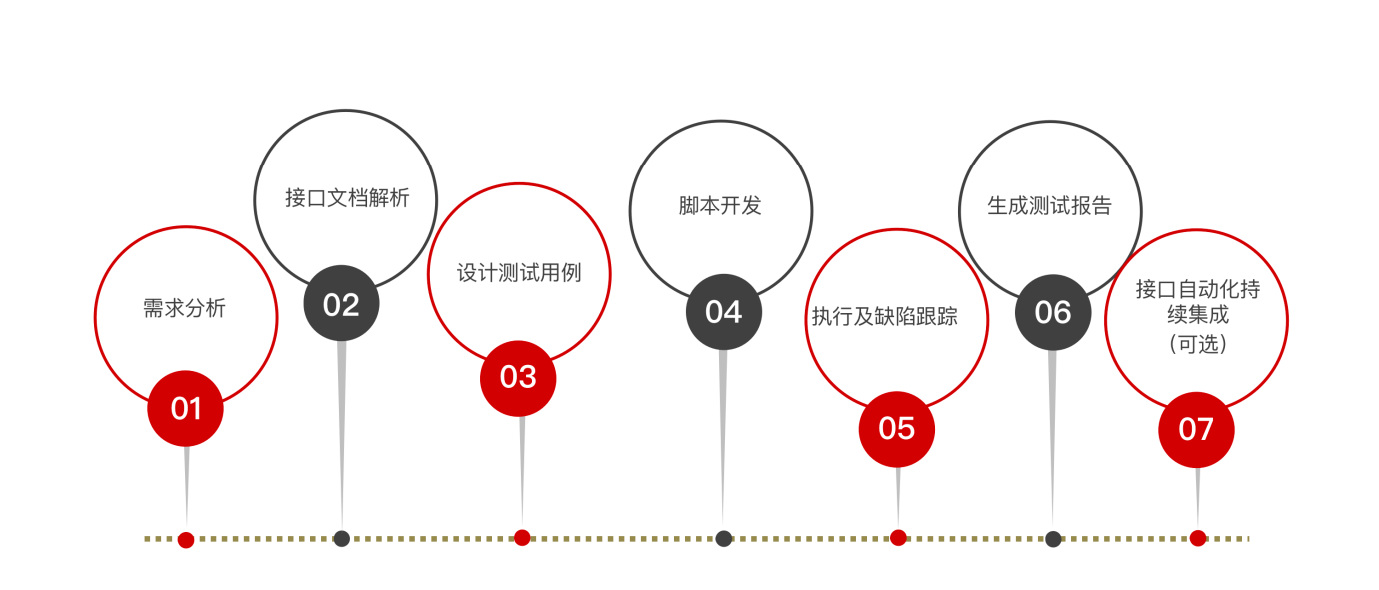 需求分析
01
接口文档解析
02
设计测试用例
03
脚本开发
04
执行及缺陷跟踪
05
生成测试报告
06
接口自动化持
续集成
（可选）
07